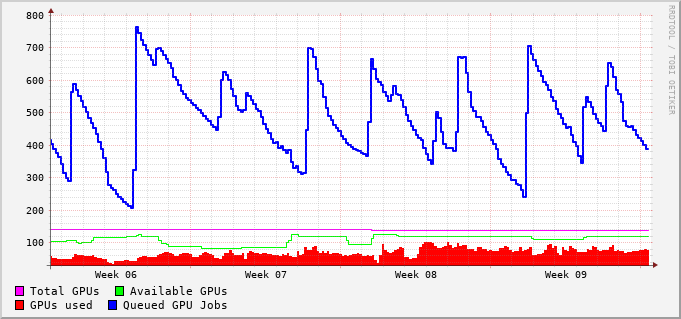 800
700
600
500
400
300
200
100
Week 06 Week 07 Week 08 Week 09
Total GPUs Available GPUs
GPUs used Queued GPU Jobs
RRDTOOL / TOBI OETIKER